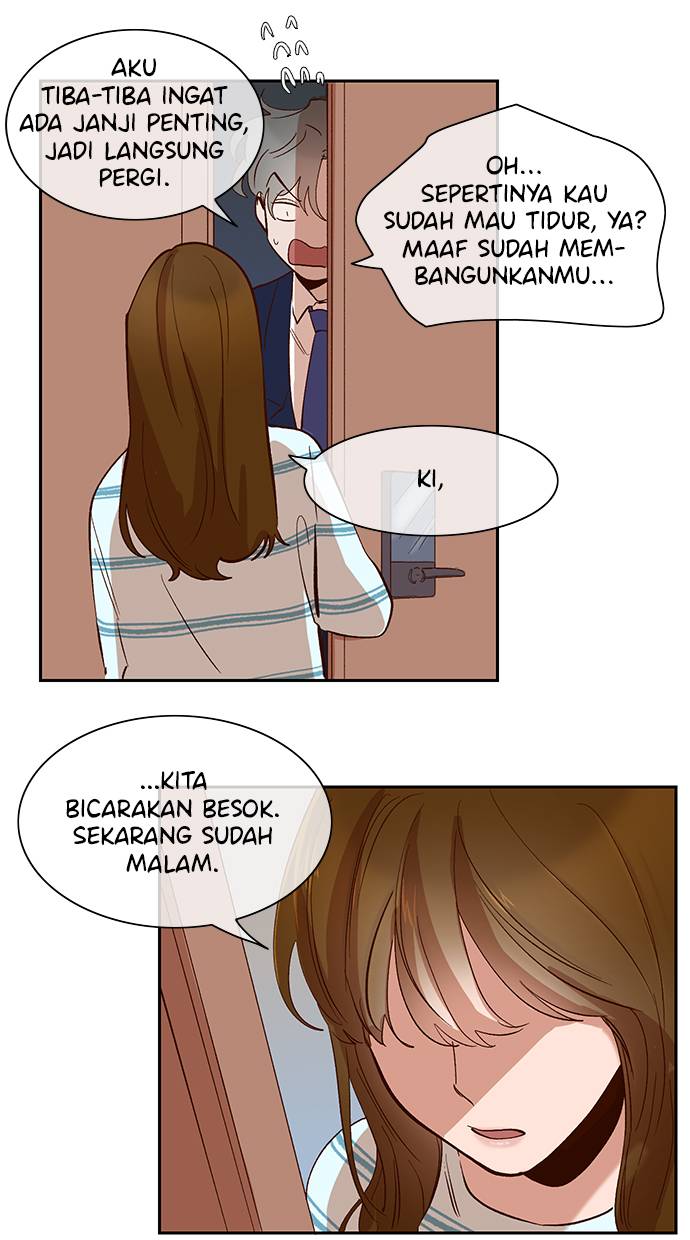 AKU
TIBA-TIBA INGAT
ADA JANJI PENTING,
JADI LANGSUNG
PERGI.
OH...
SEPERTINYA KAU
SUDAH MAU TIDUR, YA?
MAAF SUDAH MEM-
BANGUNKANMU...
KI,
...KITA
BICARAKAN BESOK.
SEKARANG SUDAH
MALAM.